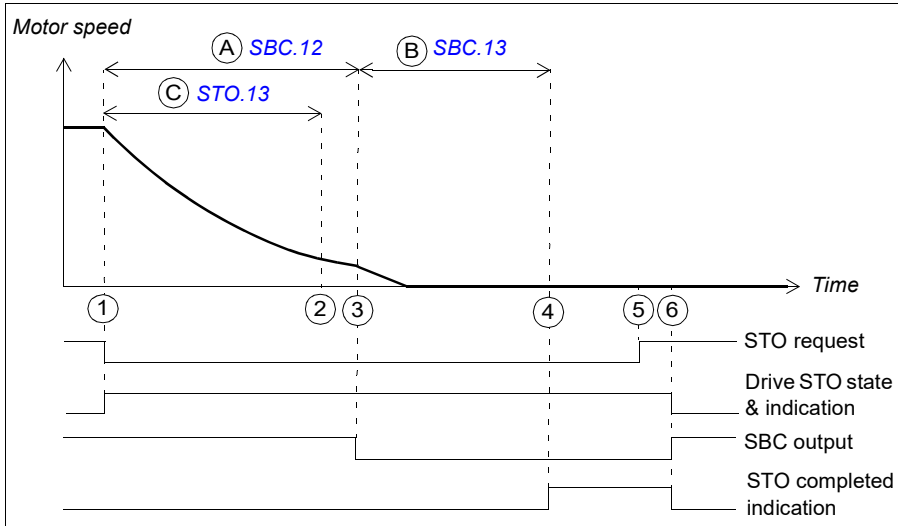 Motor speed
A SBC.12
B SBC.13
C STO.13
Time
1 2 3 4 5 6
STO request
Drive STO state
& indication
SBC output
STO completed
indication